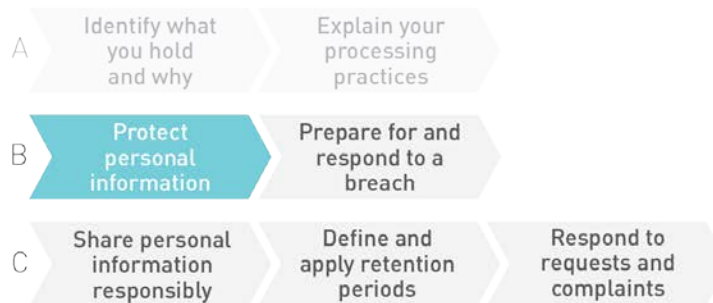 A
Identify what
you hold
and why
Explain your
processing
practices
B
Protect
personal
information
Prepare for and
respond to a
breach
C
Share personal
information
responsibly
Define and
apply retention
periods
Respond to
requests and
complaints